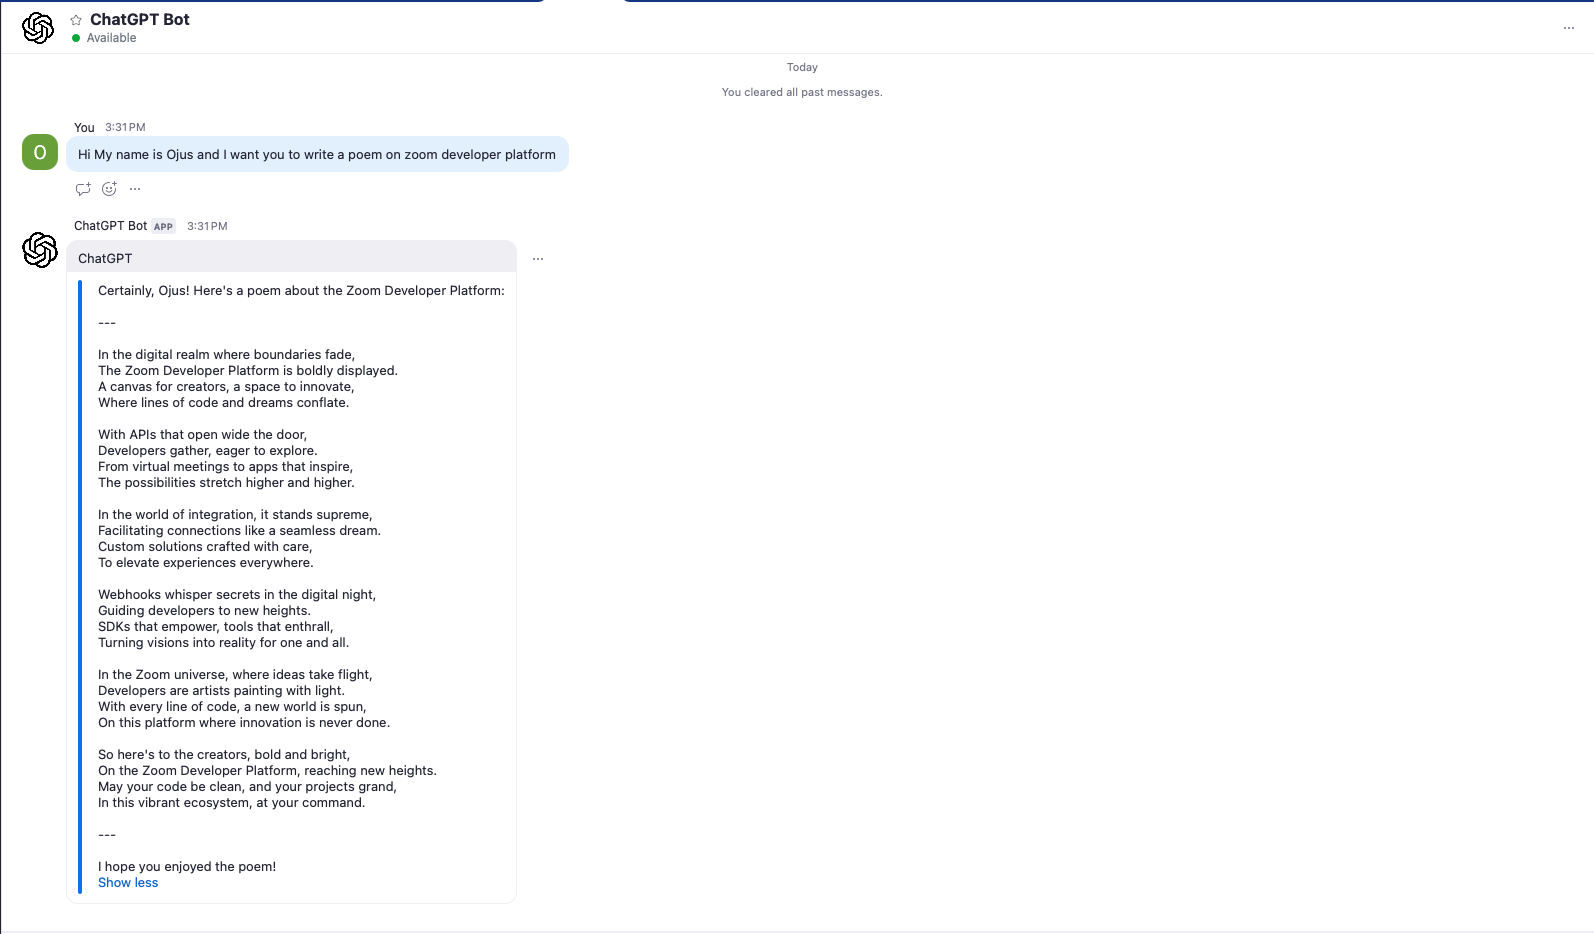 ChatGPT Bot
Available
Today
You cleared all past messages.
You 3:31 PM
O
Hi My name is Ojus and I want you to write a poem on zoom developer platform
ChatGPT Bot APP 3:31 PM
ChatGPT
Certainly, Ojus! Here's a poem about the Zoom Developer Platform:
---
In the digital realm where boundaries fade,
The Zoom Developer Platform is boldly displayed.
A canvas for creators, a space to innovate,
Where lines of code and dreams conflate.
With APIs that open wide the door,
Developers gather, eager to explore.
From virtual meetings to apps that inspire,
The possibilities stretch higher and higher.
In the world of integration, it stands supreme,
Facilitating connections like a seamless dream.
Custom solutions crafted with care,
To elevate experiences everywhere.
Webhooks whisper secrets in the digital night,
Guiding developers to new heights.
SDKs that empower, tools that enthrall,
Turning visions into reality for one and all.
In the Zoom universe, where ideas take flight,
Developers are artists painting with light.
With every line of code, a new world is spun,
On this platform where innovation is never done.
So here's to the creators, bold and bright,
On the Zoom Developer Platform, reaching new heights.
May your code be clean, and your projects grand,
In this vibrant ecosystem, at your command.
---
I hope you enjoyed the poem!
Show less